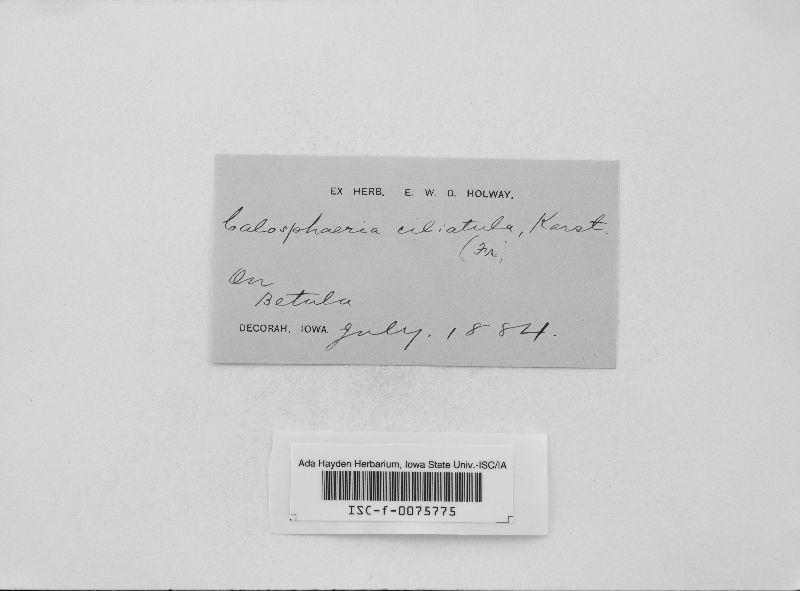 EX HERB. E. W. D. HOLWAY.
Calosphaeria ciliatula, Karst.
(Fr.)
On
Betula
DECORAH, IOWA. July. 1884.
Ada Hayden Herbarium, Iowa State Univ.-ISC/IA
ISC-f-0075775